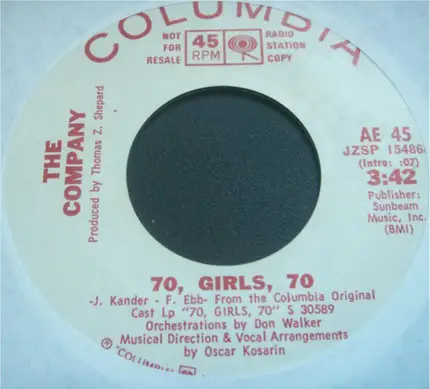 COLUMBIA
NOT
FOR
RESALE
45
RPM
RADIO
STATION
COPY
THE
COMPANY
Produced by Thomas Z. Shepard
AE 45
JZSP 15486
(Intro: :07)
3:42
Publisher:
Sunbeam
Music, Inc.
(BMI)
70, GIRLS, 70
-J. Kander - F. Ebb- From the Columbia Original
Cast Lp "70, GIRLS, 70" S 30589
Orchestrations by Don Walker
Musical Direction & Vocal Arrangements
by Oscar Kosarin
℗ "COLUMBIA"